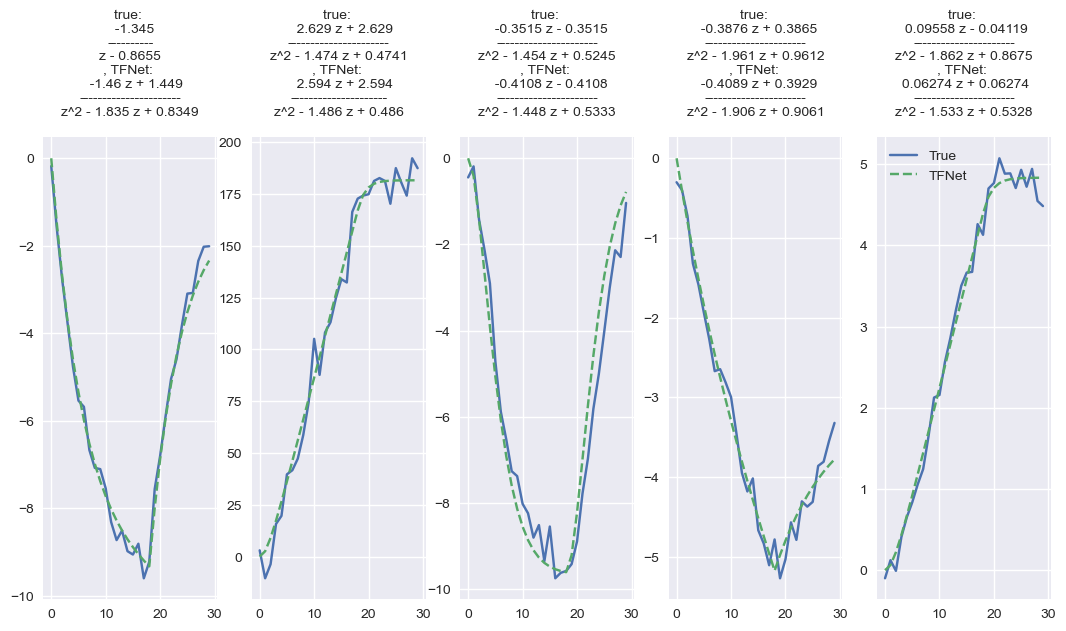 true:
-1.345
----------
z - 0.8655
, TFNet:
-1.46 z + 1.449
----------------------
z^2 - 1.835 z + 0.8349
true:
2.629 z + 2.629
----------------------
z^2 - 1.474 z + 0.4741
, TFNet:
2.594 z + 2.594
---------------------
z^2 - 1.486 z + 0.486
true:
-0.3515 z - 0.3515
----------------------
z^2 - 1.454 z + 0.5245
, TFNet:
-0.4108 z - 0.4108
----------------------
z^2 - 1.448 z + 0.5333
true:
-0.3876 z + 0.3865
----------------------
z^2 - 1.961 z + 0.9612
, TFNet:
-0.4089 z + 0.3929
----------------------
z^2 - 1.906 z + 0.9061
true:
0.09558 z - 0.04119
----------------------
z^2 - 1.862 z + 0.8675
, TFNet:
0.06274 z + 0.06274
----------------------
z^2 - 1.533 z + 0.5328
0
−2
−4
−6
−8
−10
0 10 20 30
200
175
150
125
100
75
50
25
0
0 10 20 30
0
−2
−4
−6
−8
−10
0 10 20 30
0
−1
−2
−3
−4
−5
0 10 20 30
True
TFNet
5
4
3
2
1
0
0 10 20 30